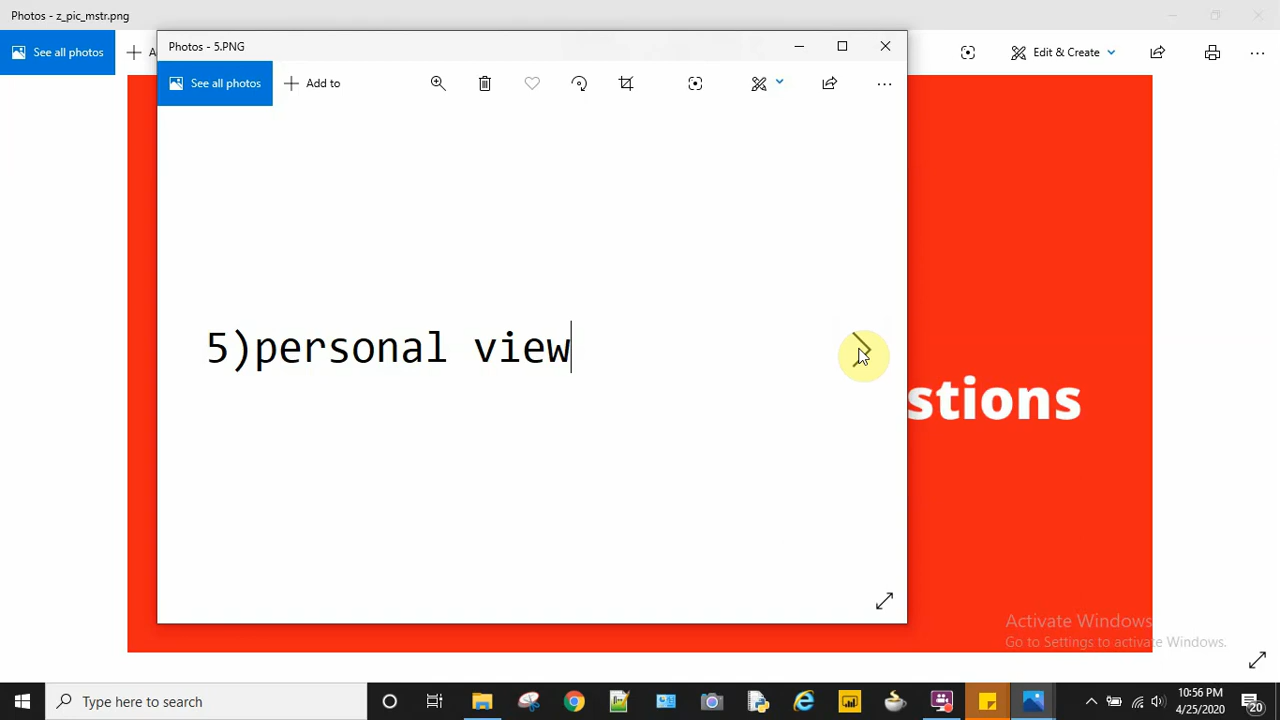 Photos - z_pic_mstr.png
See all photos
A
Edit & Create
Photos - 5.PNG
See all photos
Add to
5)personal view
stions
Activate Windows
Go to Settings to activate Windows.
Type here to search
10:56 PM
4/25/2020
20